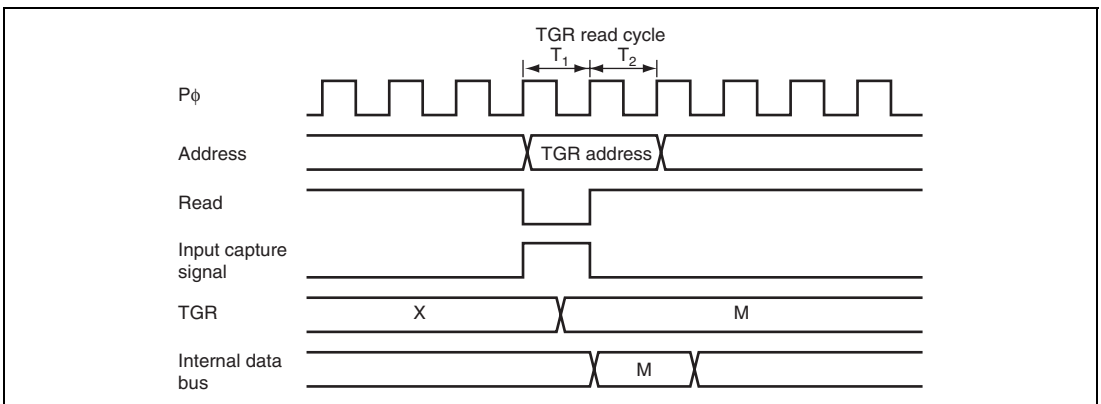 TGR read cycle
T1 T2
Pϕ
Address
TGR address
Read
Input capture
signal
TGR
X
M
Internal data
bus
M